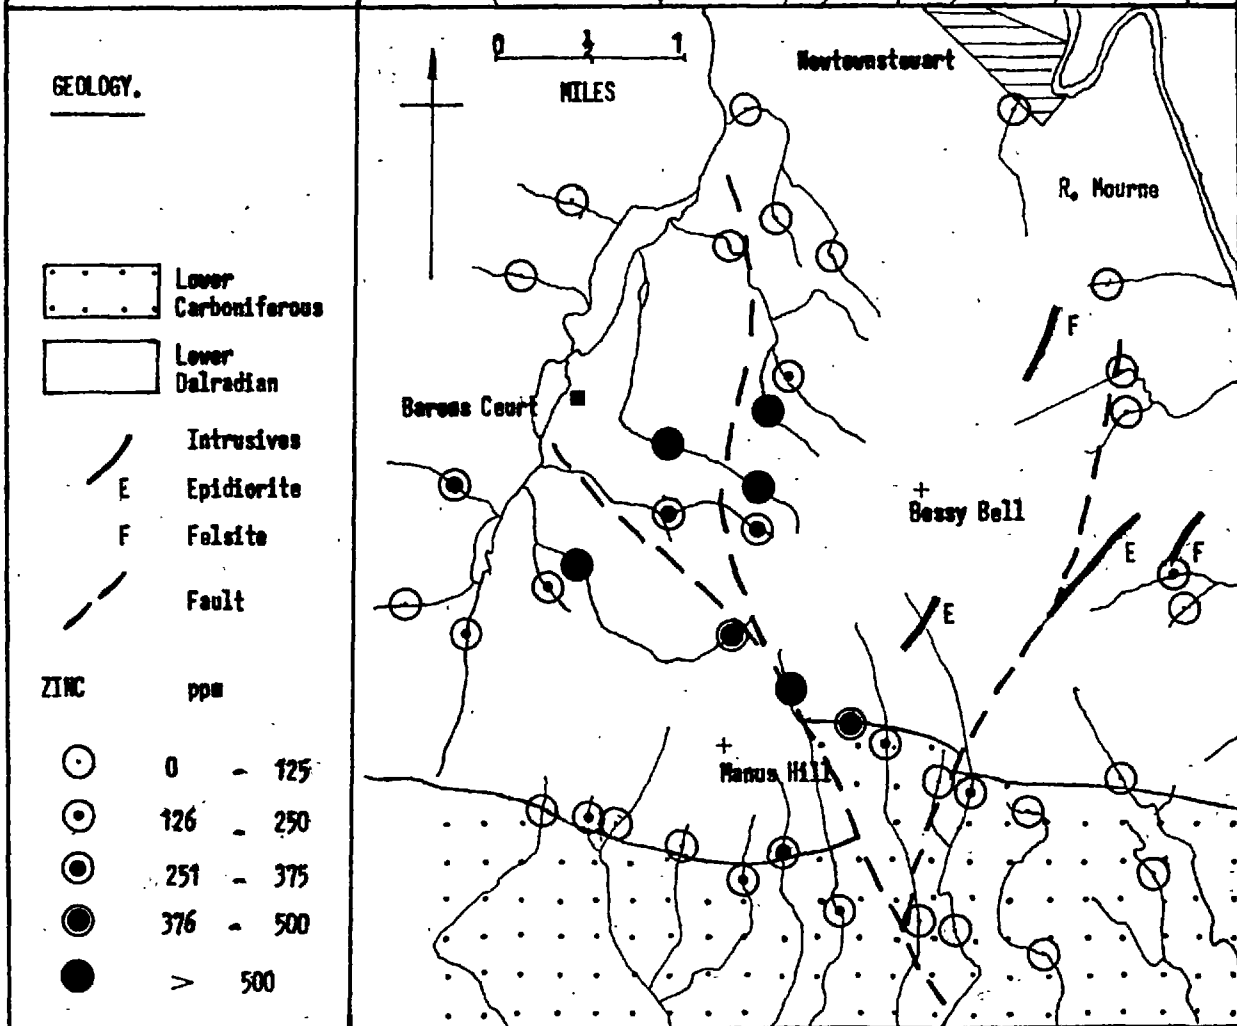 GEOLOGY.
Lower
Carboniferous
Lower
Dalradian
Intrusives
E Epidiorite
F Felsite
Fault
ZINC ppm
0 - 125
126 - 250
251 - 375
376 - 500
> 500
0 ½ 1
MILES
Newtownstewart
R. Mourne
F
Barons Court
Bessy Bell
E
F
E
Manus Hill